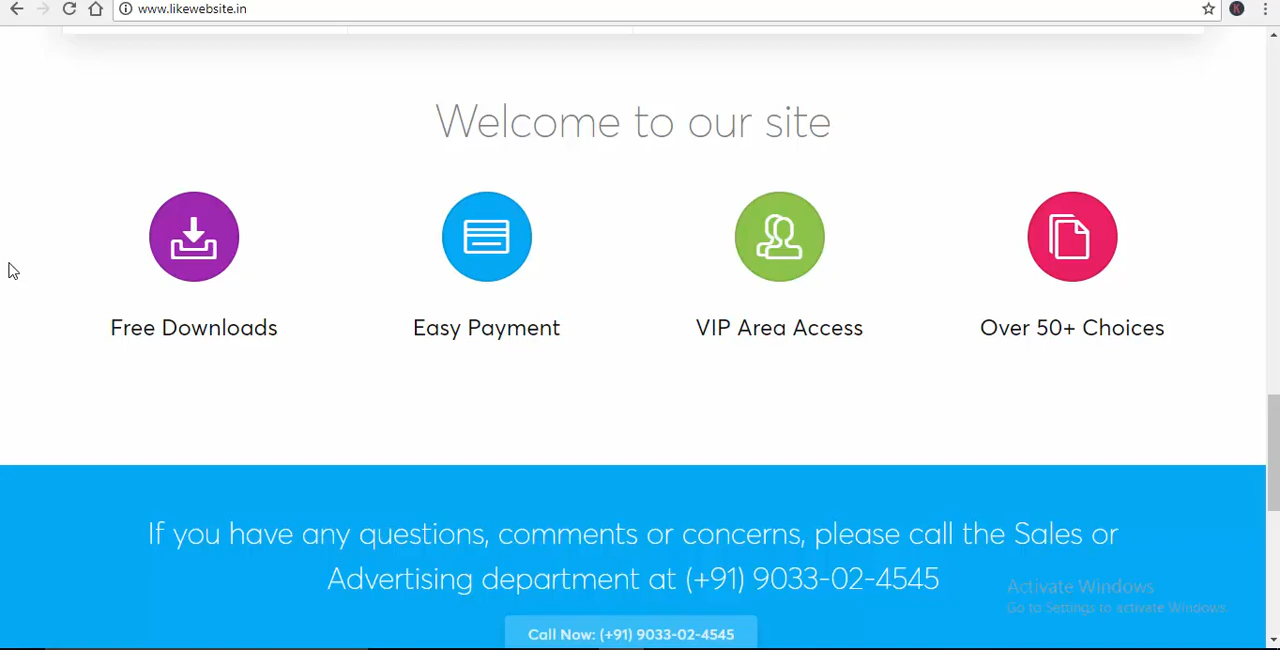 www.likewebsite.in
K
Welcome to our site
Free Downloads
Easy Payment
VIP Area Access
Over 50+ Choices
If you have any questions, comments or concerns, please call the Sales or
Advertising department at (+91) 9033-02-4545
Activate Windows
Go to Settings to activate Windows.
Call Now: (+91) 9033-02-4545